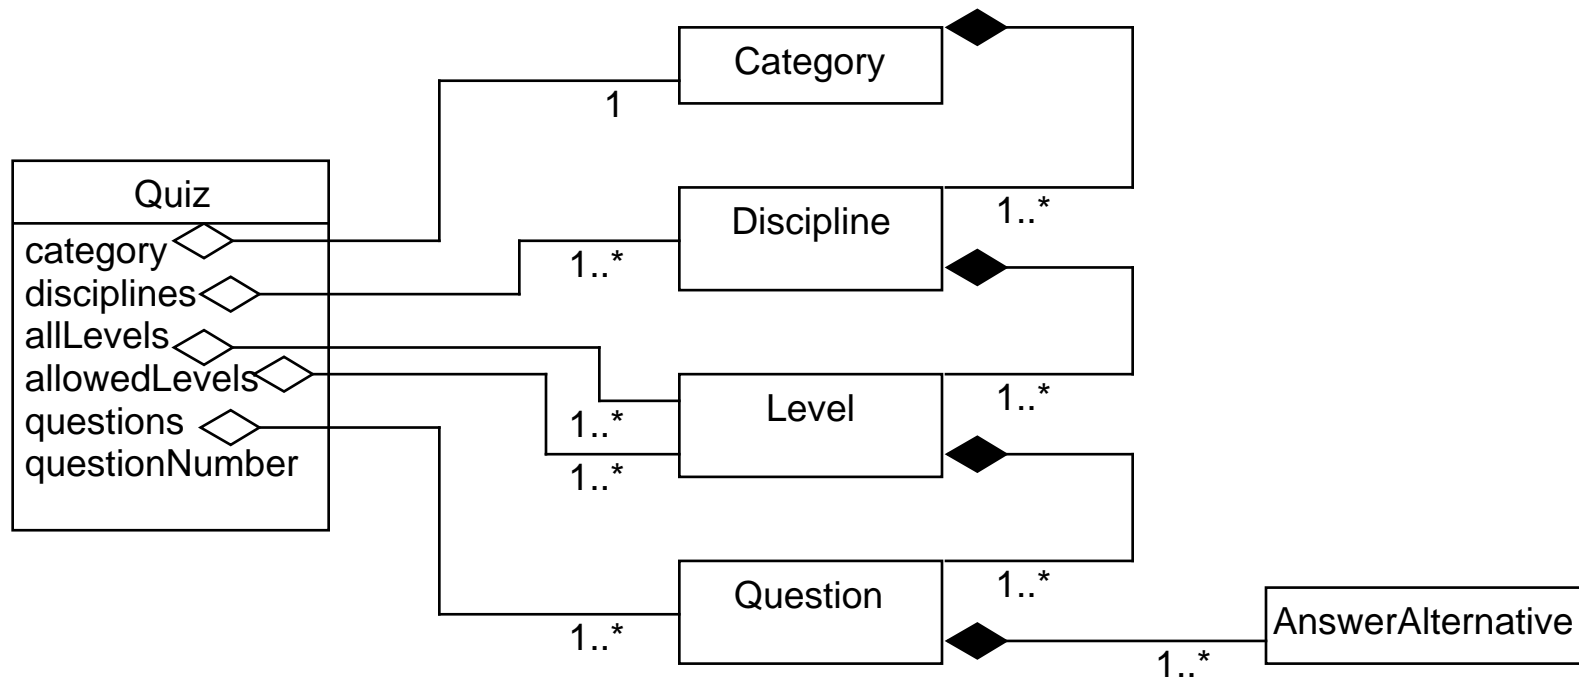 Category
1
Quiz
category
disciplines
allLevels
allowedLevels
questions
questionNumber
Discipline
1..*
1..*
Level
1..*
1..*
1..*
Question
1..*
1..*
AnswerAlternative
1..*